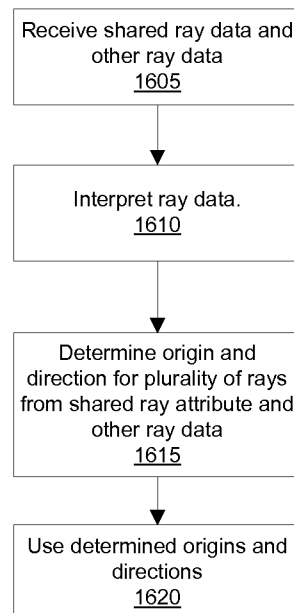 Receive shared ray data and
other ray data
1605
Interpret ray data.
1610
Determine origin and
direction for plurality of rays
from shared ray attribute and
other ray data
1615
Use determined origins and
directions
1620